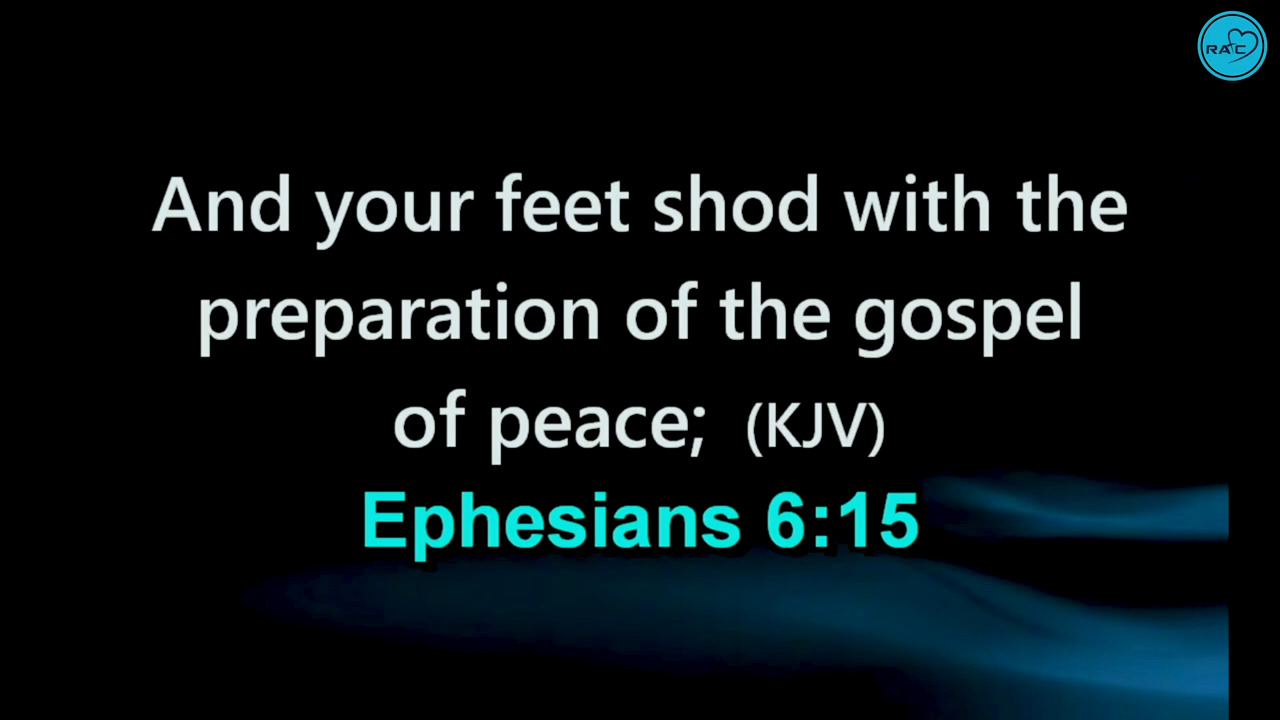 RAC
And your feet shod with the
preparation of the gospel
of peace; (KJV)
Ephesians 6:15